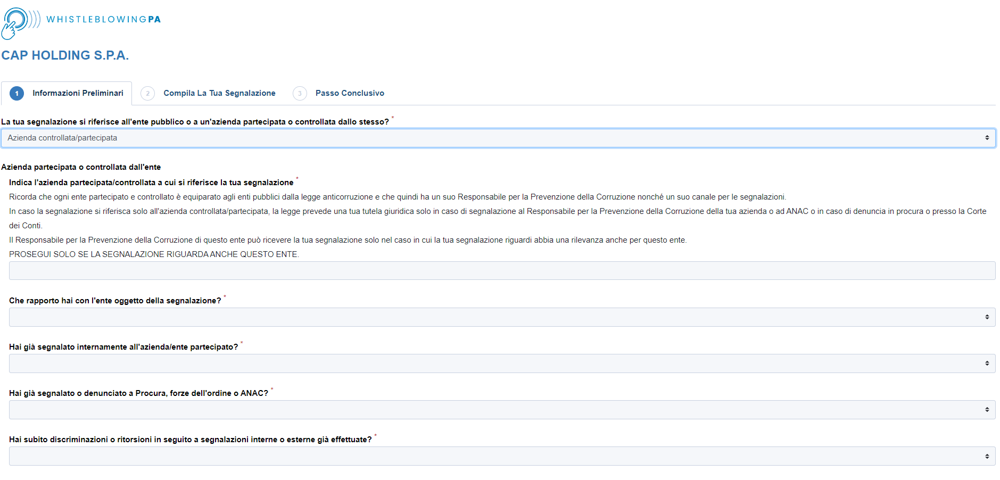 WHISTLEBLOWINGPA
CAP HOLDING S.P.A.
1 Informazioni Preliminari 2 Compila La Tua Segnalazione 3 Passo Conclusivo
La tua segnalazione si riferisce all'ente pubblico o a un'azienda partecipata o controllata dallo stesso? *
Azienda controllata/partecipata
Azienda partecipata o controllata dall'ente
Indica l'azienda partecipata/controllata a cui si riferisce la tua segnalazione *
Ricorda che ogni ente partecipato e controllato è equiparato agli enti pubblici dalla legge anticorruzione e che quindi ha un suo Responsabile per la Prevenzione della Corruzione nonché un suo canale per le segnalazioni.
In caso la segnalazione si riferisca solo all'azienda controllata/partecipata, la legge prevede una tua tutela giuridica solo in caso di segnalazione al Responsabile per la Prevenzione della Corruzione della tua azienda o ad ANAC o in caso di denuncia in procura o presso la Corte
dei Conti.
Il Responsabile per la Prevenzione della Corruzione di questo ente può ricevere la tua segnalazione solo nel caso in cui la tua segnalazione riguardi abbia una rilevanza anche per questo ente.
PROSEGUI SOLO SE LA SEGNALAZIONE RIGUARDA ANCHE QUESTO ENTE.
Che rapporto hai con l'ente oggetto della segnalazione? *
Hai già segnalato internamente all'azienda/ente partecipato? *
Hai già segnalato o denunciato a Procura, forze dell'ordine o ANAC? *
Hai subito discriminazioni o ritorsioni in seguito a segnalazioni interne o esterne già effettuate? *